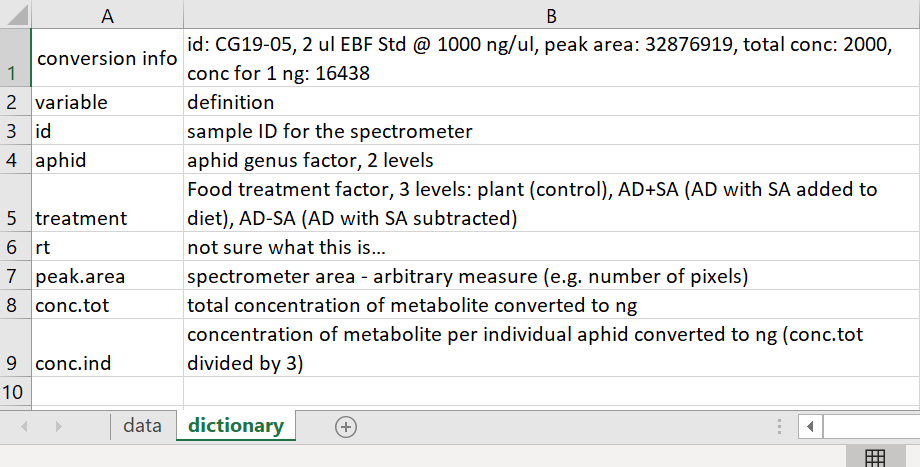 A B
1 conversion info id: CG19-05, 2 ul EBF Std @ 1000 ng/ul, peak area: 32876919, total conc: 2000,
conc for 1 ng: 16438
2 variable definition
3 id sample ID for the spectrometer
4 aphid aphid genus factor, 2 levels
5 treatment Food treatment factor, 3 levels: plant (control), AD+SA (AD with SA added to
diet), AD-SA (AD with SA subtracted)
6 rt not sure what this is...
7 peak.area spectrometer area - arbitrary measure (e.g. number of pixels)
8 conc.tot total concentration of metabolite converted to ng
9 conc.ind concentration of metabolite per individual aphid converted to ng (conc.tot
divided by 3)
10
data dictionary